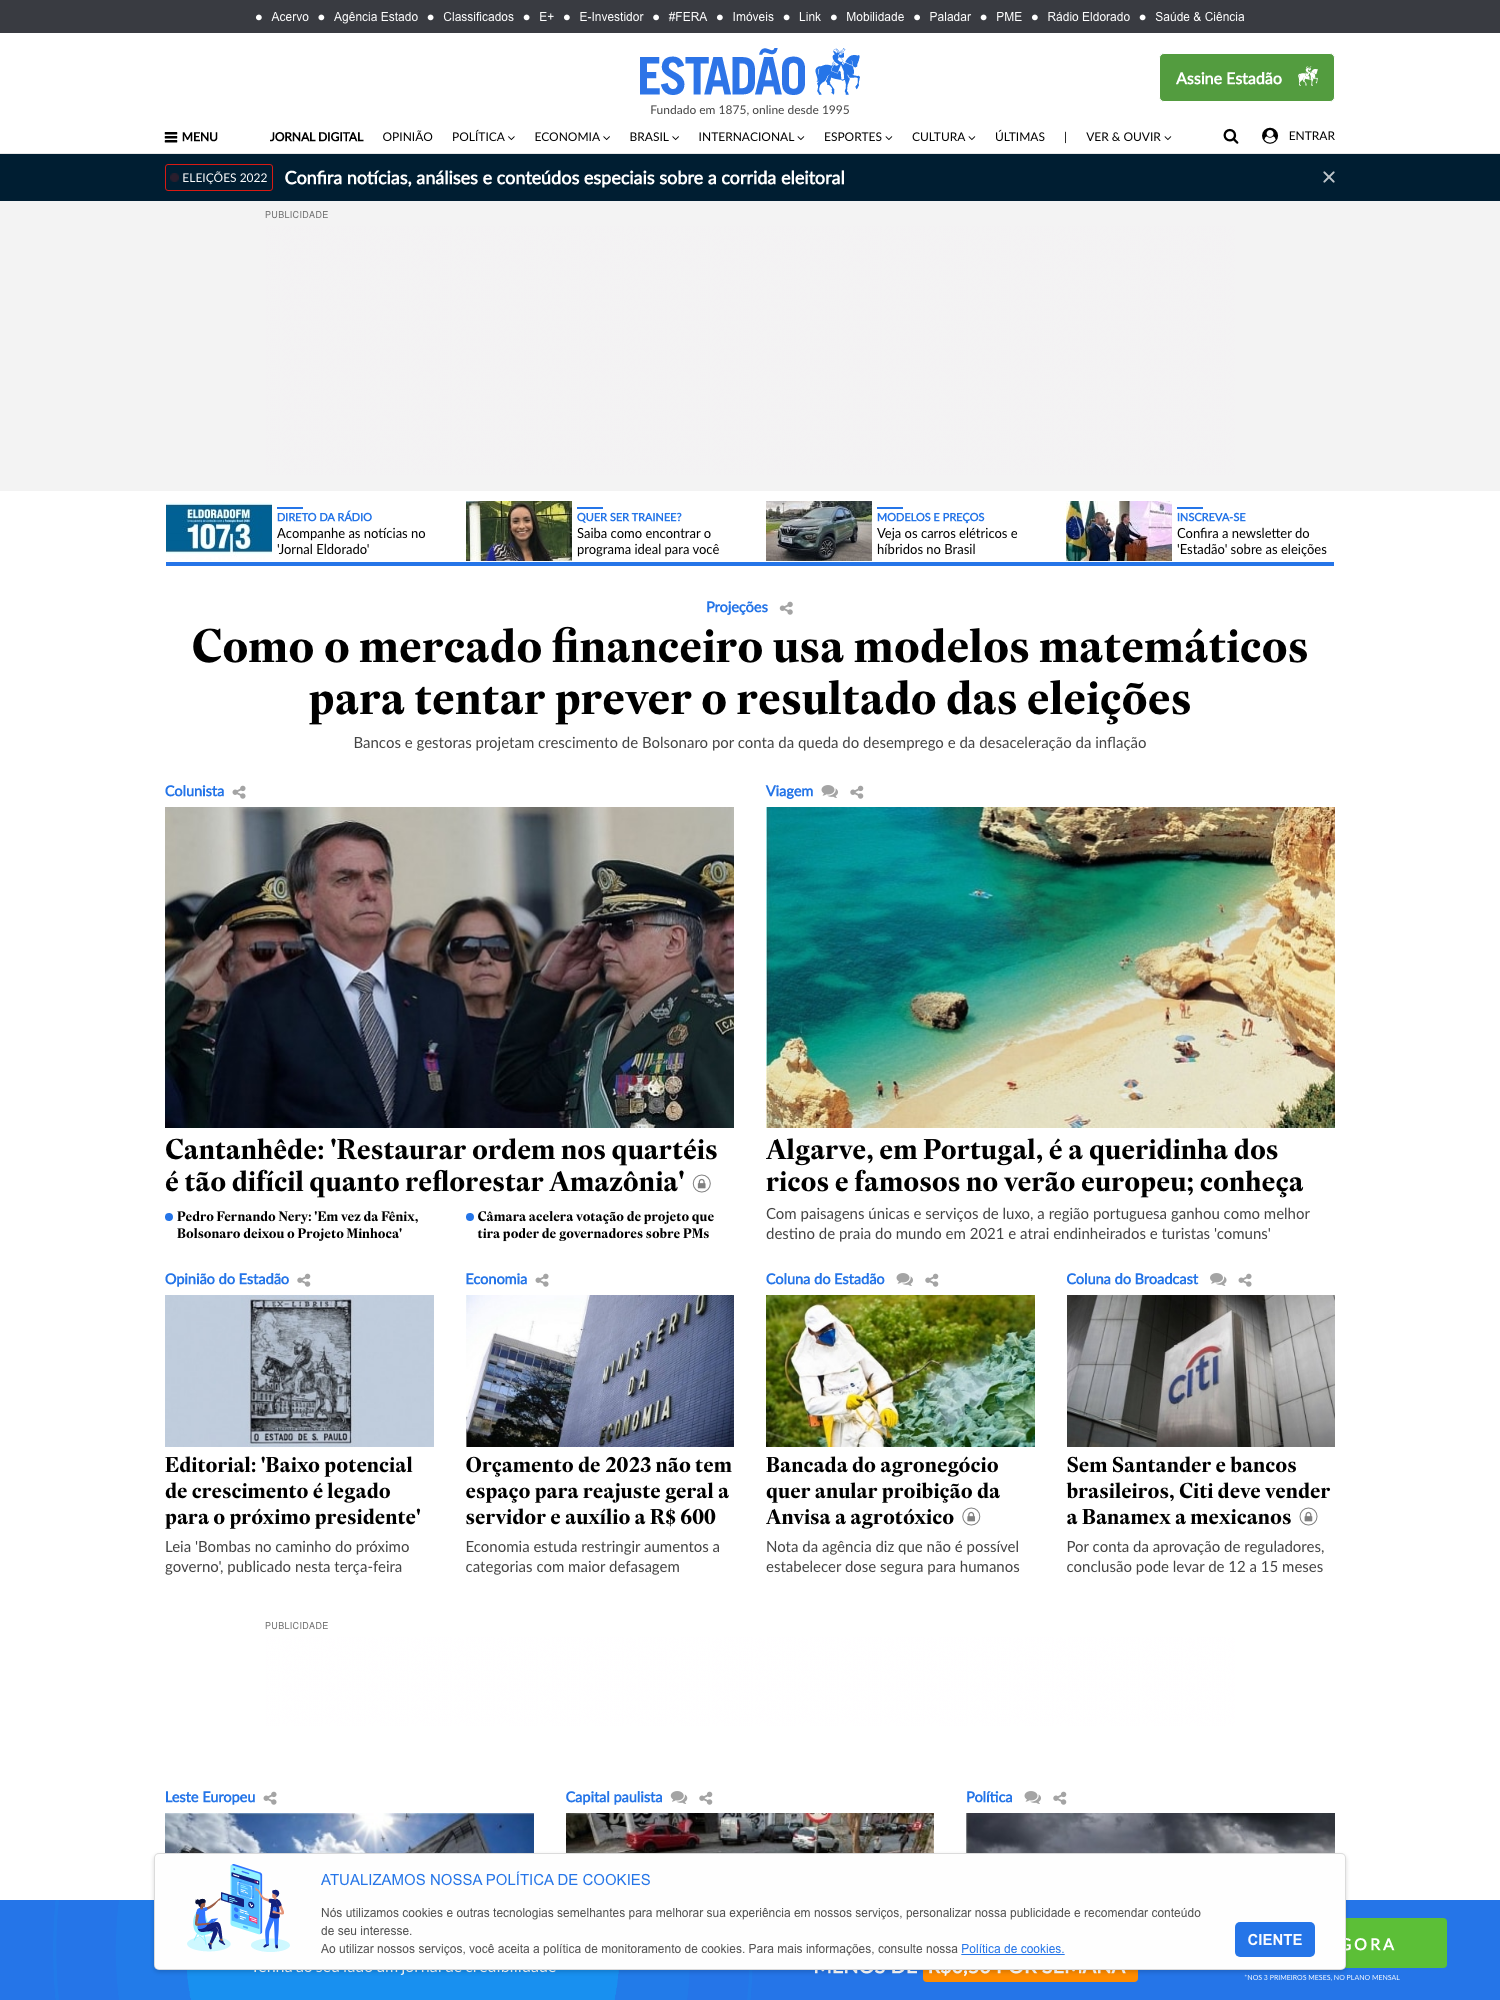 Acervo Agência Estado Classificados E+ E-Investidor #FERA Imóveis Link Mobilidade Paladar PME Rádio Eldorado Saúde & Ciência
ESTADÃO
Fundado em 1875, online desde 1995
Assine Estadão
MENU JORNAL DIGITAL OPINIÃO POLÍTICA ECONOMIA BRASIL INTERNACIONAL ESPORTES CULTURA ÚLTIMAS | VER & OUVIR ENTRAR
ELEIÇÕES 2022 Confira notícias, análises e conteúdos especiais sobre a corrida eleitoral
PUBLICIDADE
ELDORADO FM
107,3
DIRETO DA RÁDIO
Acompanhe as notícias no
'Jornal Eldorado'
QUER SER TRAINEE?
Saiba como encontrar o
programa ideal para você
MODELOS E PREÇOS
Veja os carros elétricos e
híbridos no Brasil
INSCREVA-SE
Confira a newsletter do
'Estadão' sobre as eleições
Projeções
Como o mercado financeiro usa modelos matemáticos
para tentar prever o resultado das eleições
Bancos e gestoras projetam crescimento de Bolsonaro por conta da queda do desemprego e da desaceleração da inflação
Colunista
Cantanhêde: 'Restaurar ordem nos quartéis
é tão difícil quanto reflorestar Amazônia'
Pedro Fernando Nery: 'Em vez da Fênix,
Bolsonaro deixou o Projeto Minhoca'
Câmara acelera votação de projeto que
tira poder de governadores sobre PMs
Viagem
Algarve, em Portugal, é a queridinha dos
ricos e famosos no verão europeu; conheça
Com paisagens únicas e serviços de luxo, a região portuguesa ganhou como melhor
destino de praia do mundo em 2021 e atrai endinheirados e turistas 'comuns'
Opinião do Estadão
EX-LIBRIS
O ESTADO DE S. PAULO
Editorial: 'Baixo potencial
de crescimento é legado
para o próximo presidente'
Leia 'Bombas no caminho do próximo
governo', publicado nesta terça-feira
Economia
MINISTÉRIO
DA
ECONOMIA
Orçamento de 2023 não tem
espaço para reajuste geral a
servidor e auxílio a R$ 600
Economia estuda restringir aumentos a
categorias com maior defasagem
Coluna do Estadão
Bancada do agronegócio
quer anular proibição da
Anvisa a agrotóxico
Nota da agência diz que não é possível
estabelecer dose segura para humanos
Coluna do Broadcast
citi
Sem Santander e bancos
brasileiros, Citi deve vender
a Banamex a mexicanos
Por conta da aprovação de reguladores,
conclusão pode levar de 12 a 15 meses
PUBLICIDADE
Leste Europeu
Capital paulista
Política
ATUALIZAMOS NOSSA POLÍTICA DE COOKIES
Nós utilizamos cookies e outras tecnologias semelhantes para melhorar sua experiência em nossos serviços, personalizar nossa publicidade e recomendar conteúdo
de seu interesse.
Ao utilizar nossos serviços, você aceita a política de monitoramento de cookies. Para mais informações, consulte nossa Política de cookies.
CIENTE
GORA
*NOS 3 PRIMEIROS MESES, NO PLANO MENSAL